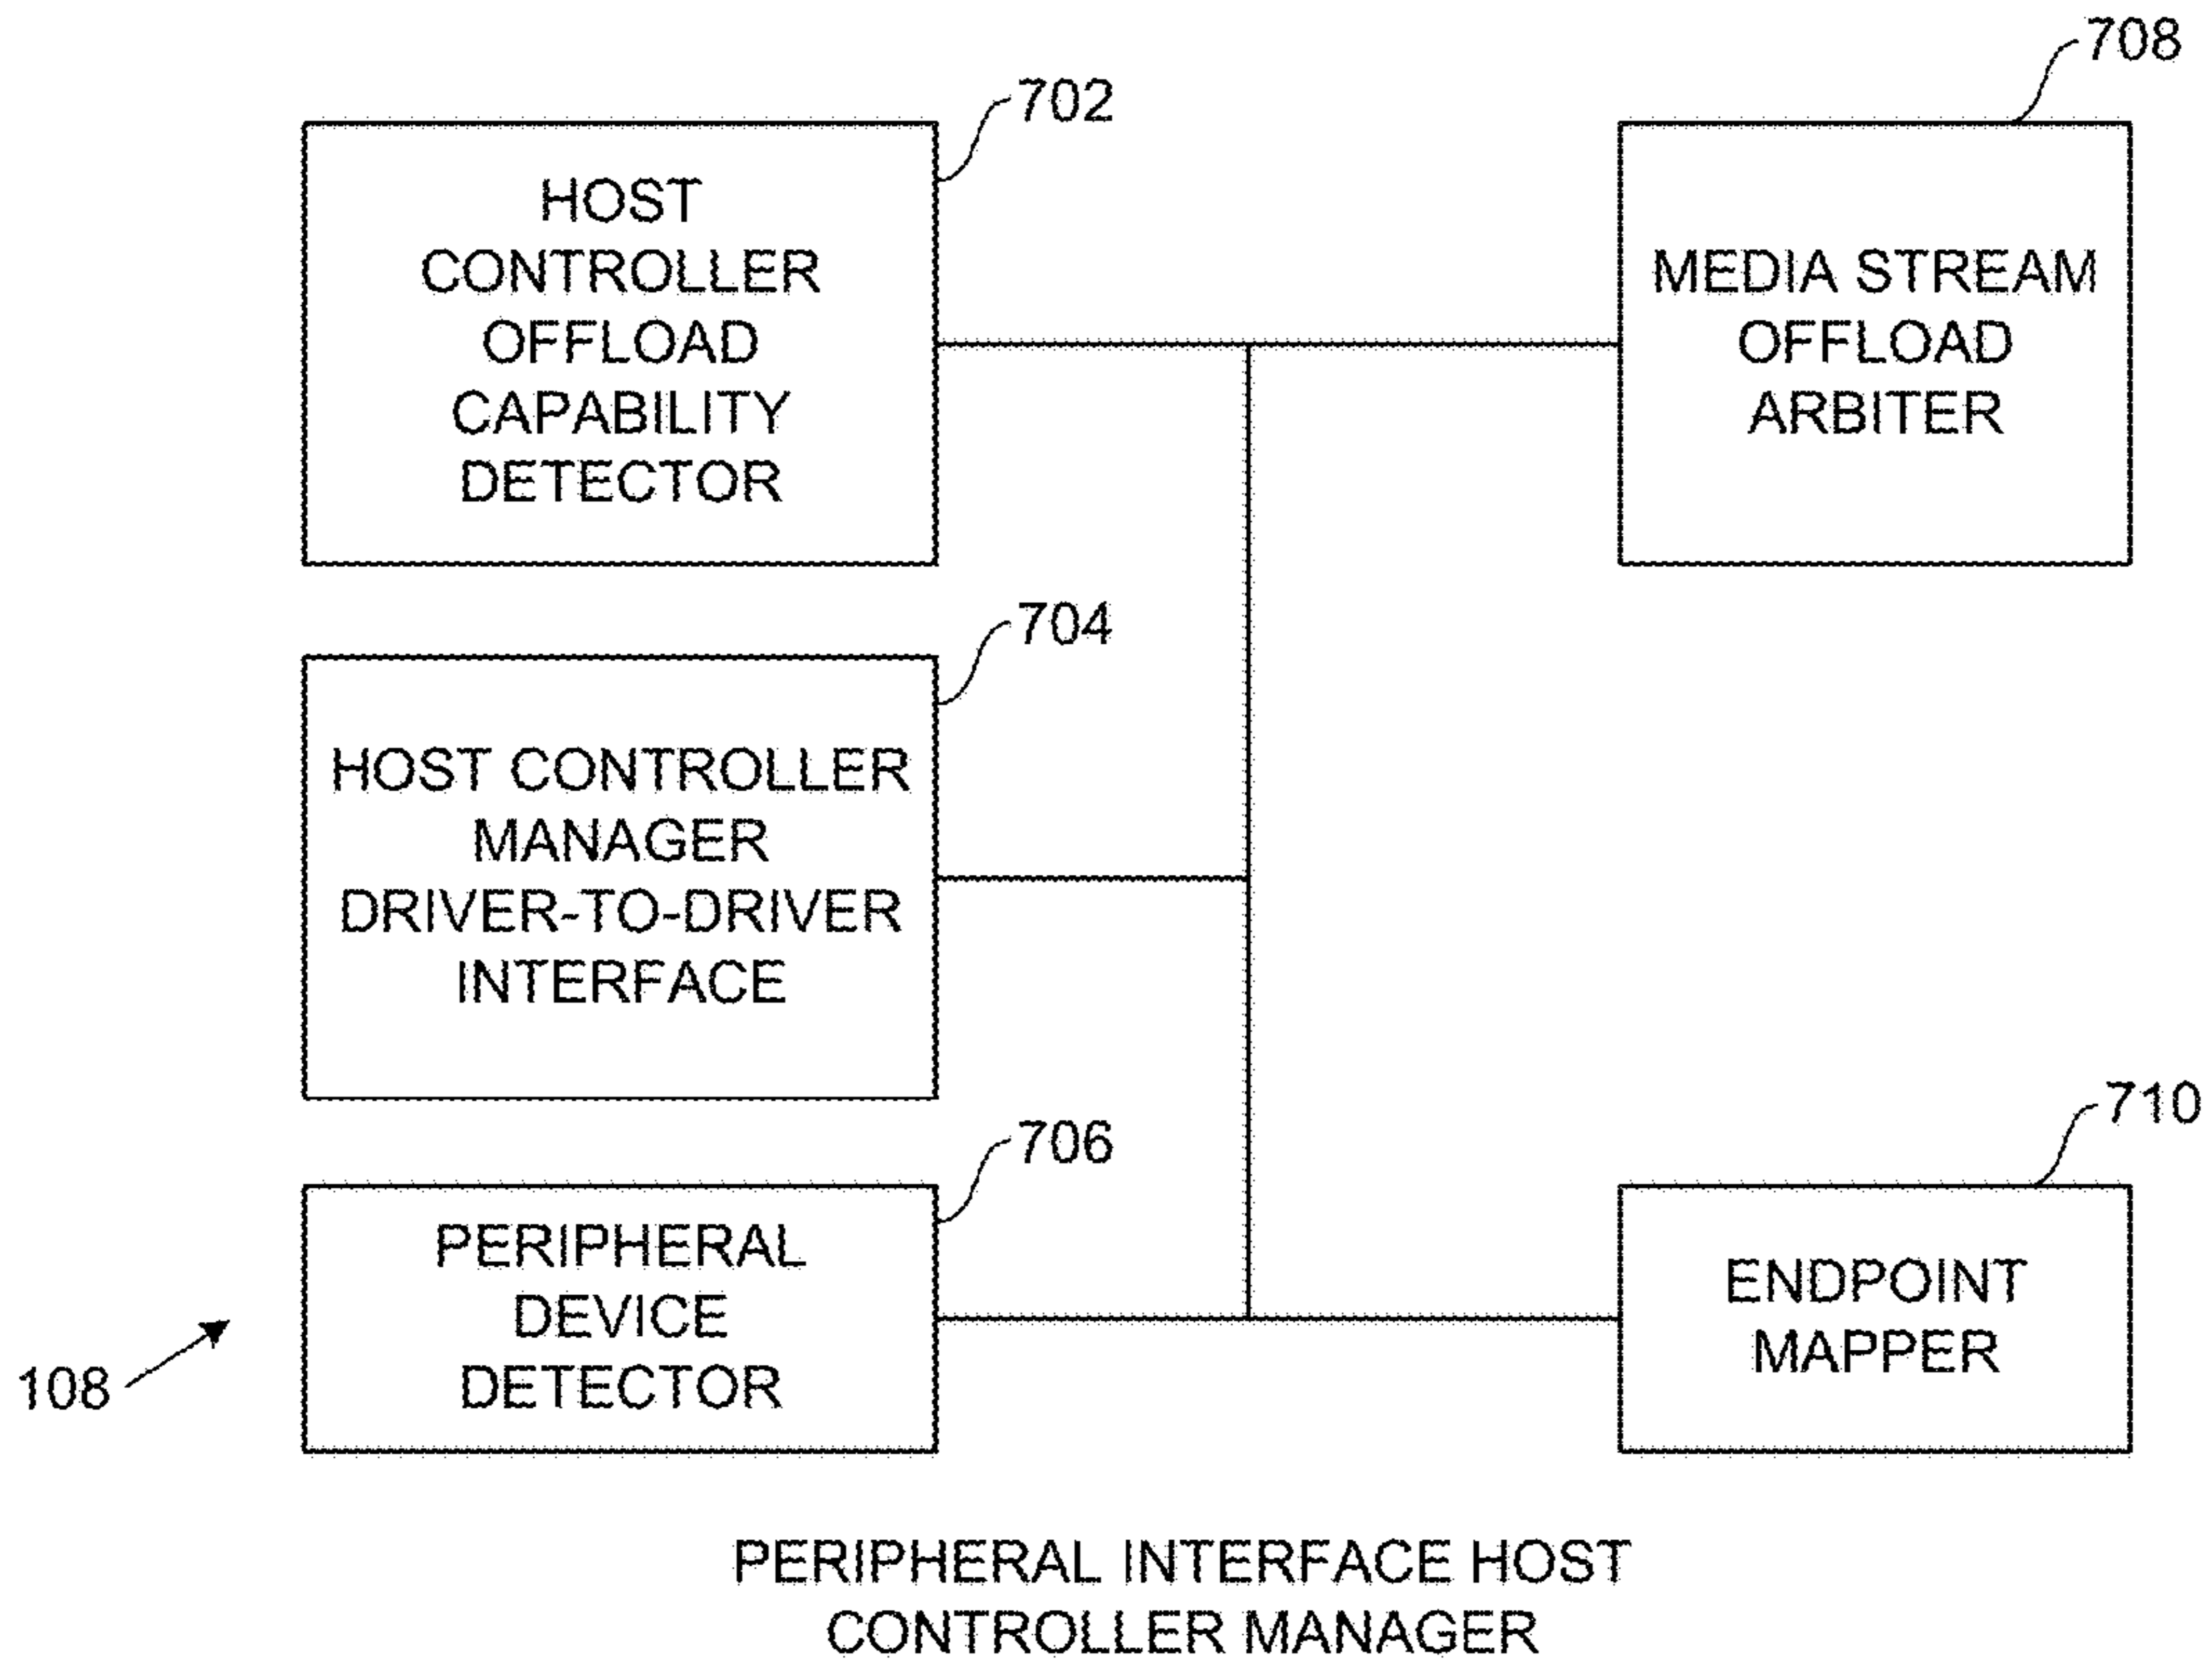 702
HOST
CONTROLLER
OFFLOAD
CAPABILITY
DETECTOR
708
MEDIA STREAM
OFFLOAD
ARBITER
704
HOST CONTROLLER
MANAGER
DRIVER-TO-DRIVER
INTERFACE
706
PERIPHERAL
DEVICE
DETECTOR
710
ENDPOINT
MAPPER
108
PERIPHERAL INTERFACE HOST
CONTROLLER MANAGER